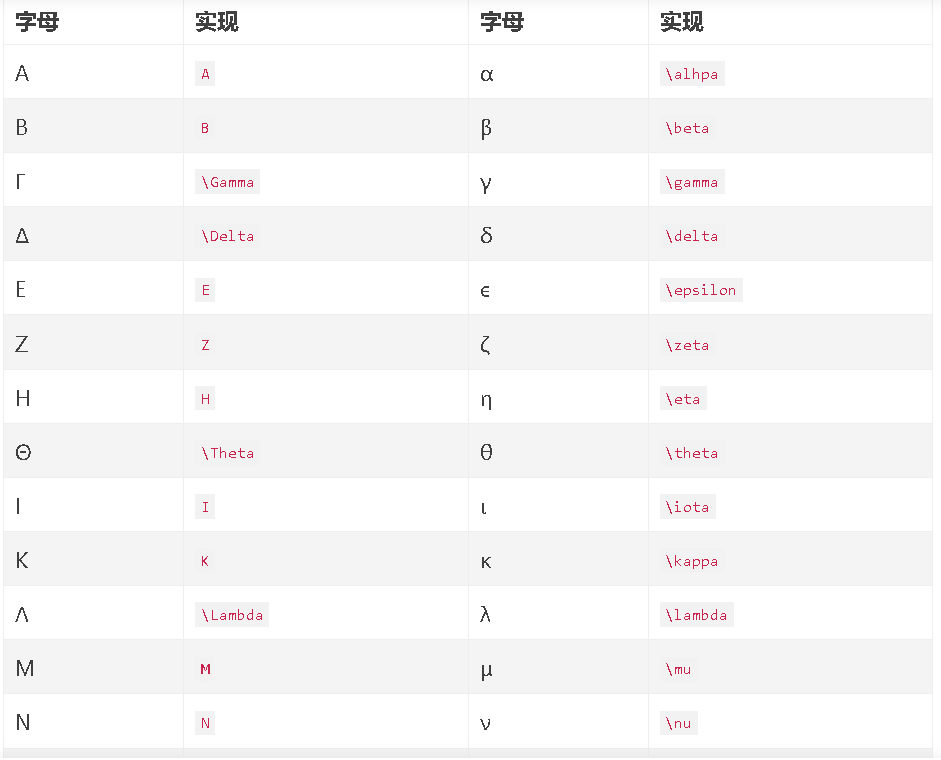 字母 实现 字母 实现
Α A α \alhpa
Β B β \beta
Γ \Gamma γ \gamma
Δ \Delta δ \delta
Ε E ϵ \epsilon
Ζ Z ζ \zeta
Η H η \eta
Θ \Theta θ \theta
Ι I ι \iota
Κ K κ \kappa
Λ \Lambda λ \lambda
Μ M μ \mu
Ν N ν \nu